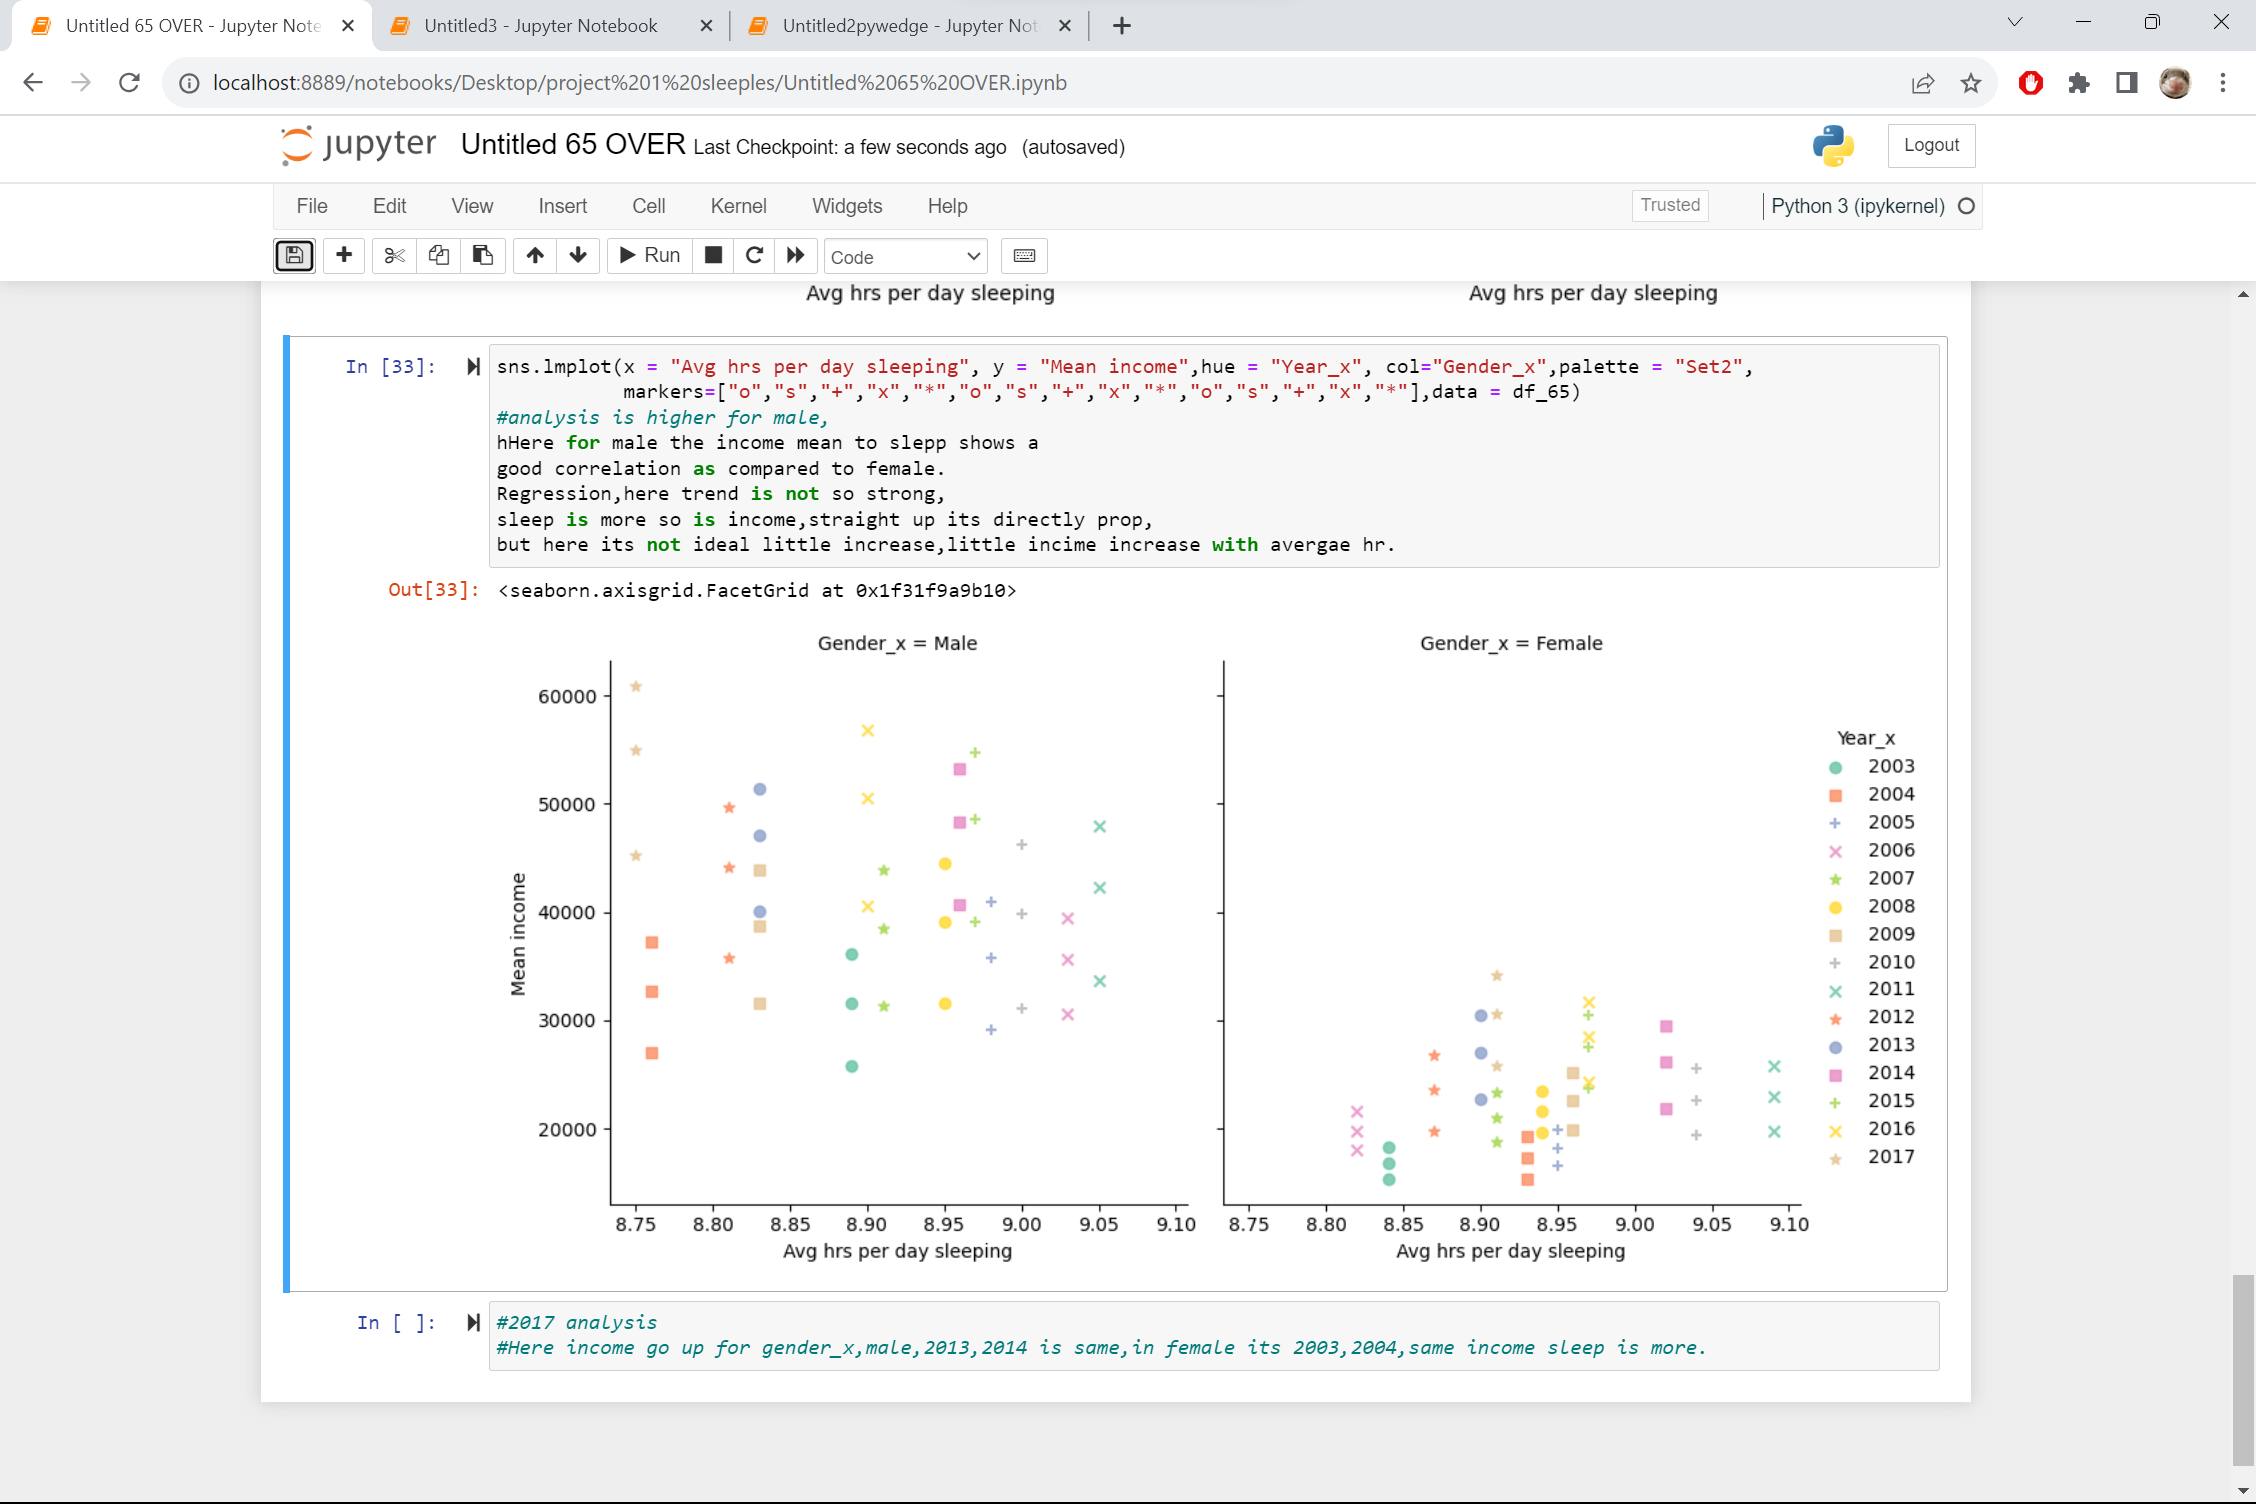 Untitled 65 OVER - Jupyter Note
Untitled3 - Jupyter Notebook
Untitled2pywedge - Jupyter Not
localhost:8889/notebooks/Desktop/project%201%20sleeples/Untitled%2065%20OVER.ipynb
jupyter Untitled 65 OVER Last Checkpoint: a few seconds ago (autosaved)
Logout
File Edit View Insert Cell Kernel Widgets Help
Trusted
Python 3 (ipykernel)
Run
Code
Avg hrs per day sleeping
Avg hrs per day sleeping
In [33]:
sns.lmplot(x = "Avg hrs per day sleeping", y = "Mean income",hue = "Year_x", col="Gender_x",palette = "Set2",
markers=["o","s","+","x","*","o","s","+","x","*","o","s","+","x","*"],data = df_65)
#analysis is higher for male,
hHere for male the income mean to slepp shows a
good correlation as compared to female.
Regression,here trend is not so strong,
sleep is more so is income,straight up its directly prop,
but here its not ideal little increase,little incime increase with avergae hr.
Out[33]: <seaborn.axisgrid.FacetGrid at 0x1f31f9a9b10>
Gender_x = Male
Gender_x = Female
60000
50000
40000
30000
20000
Mean income
8.75 8.80 8.85 8.90 8.95 9.00 9.05 9.10
Avg hrs per day sleeping
8.75 8.80 8.85 8.90 8.95 9.00 9.05 9.10
Avg hrs per day sleeping
Year_x
2003
2004
2005
2006
2007
2008
2009
2010
2011
2012
2013
2014
2015
2016
2017
In [ ]:
#2017 analysis
#Here income go up for gender_x,male,2013,2014 is same,in female its 2003,2004,same income sleep is more.